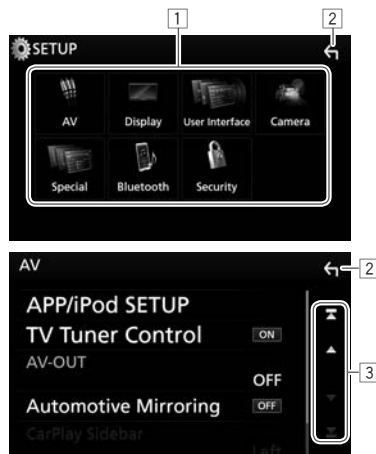 1
2
SETUP
AV Display User Interface Camera
Special Bluetooth Security
AV
2
APP/iPod SETUP
TV Tuner Control ON
AV-OUT
OFF
3
Automotive Mirroring OFF
CarPlay Sidebar
Left